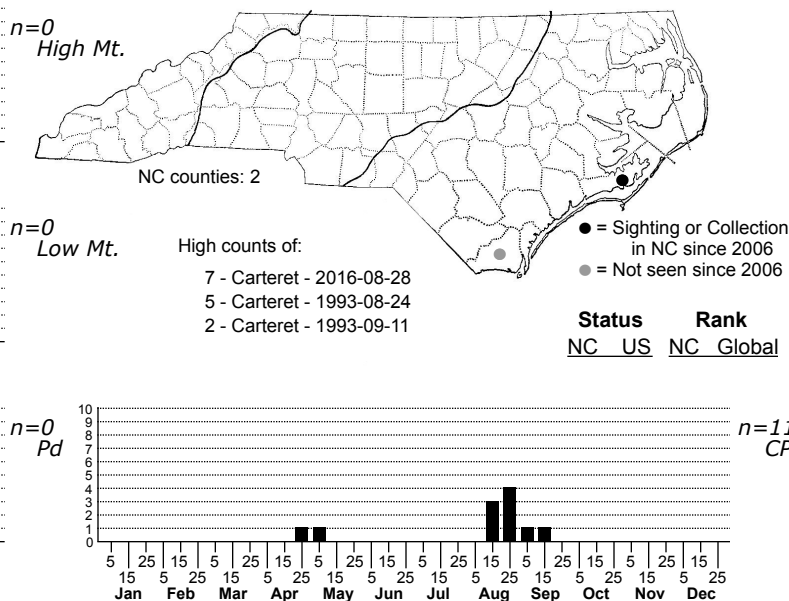 n=0
High Mt.
NC counties: 2
n=0
Low Mt.
High counts of:
7 - Carteret - 2016-08-28
5 - Carteret - 1993-08-24
2 - Carteret - 1993-09-11
● = Sighting or Collection
in NC since 2006
● = Not seen since 2006
Status Rank
NC US NC Global
n=0
Pd
n=11
CP
10
9
8
7
6
5
4
3
2
1
0
5 25 15 5 25 15 5 25 15 5 25 15 5 25 15 5 25 15
15 5 25 15 5 25 15 5 25 15 5 25 15 5 25 15 5 25
Jan Feb Mar Apr May Jun Jul Aug Sep Oct Nov Dec